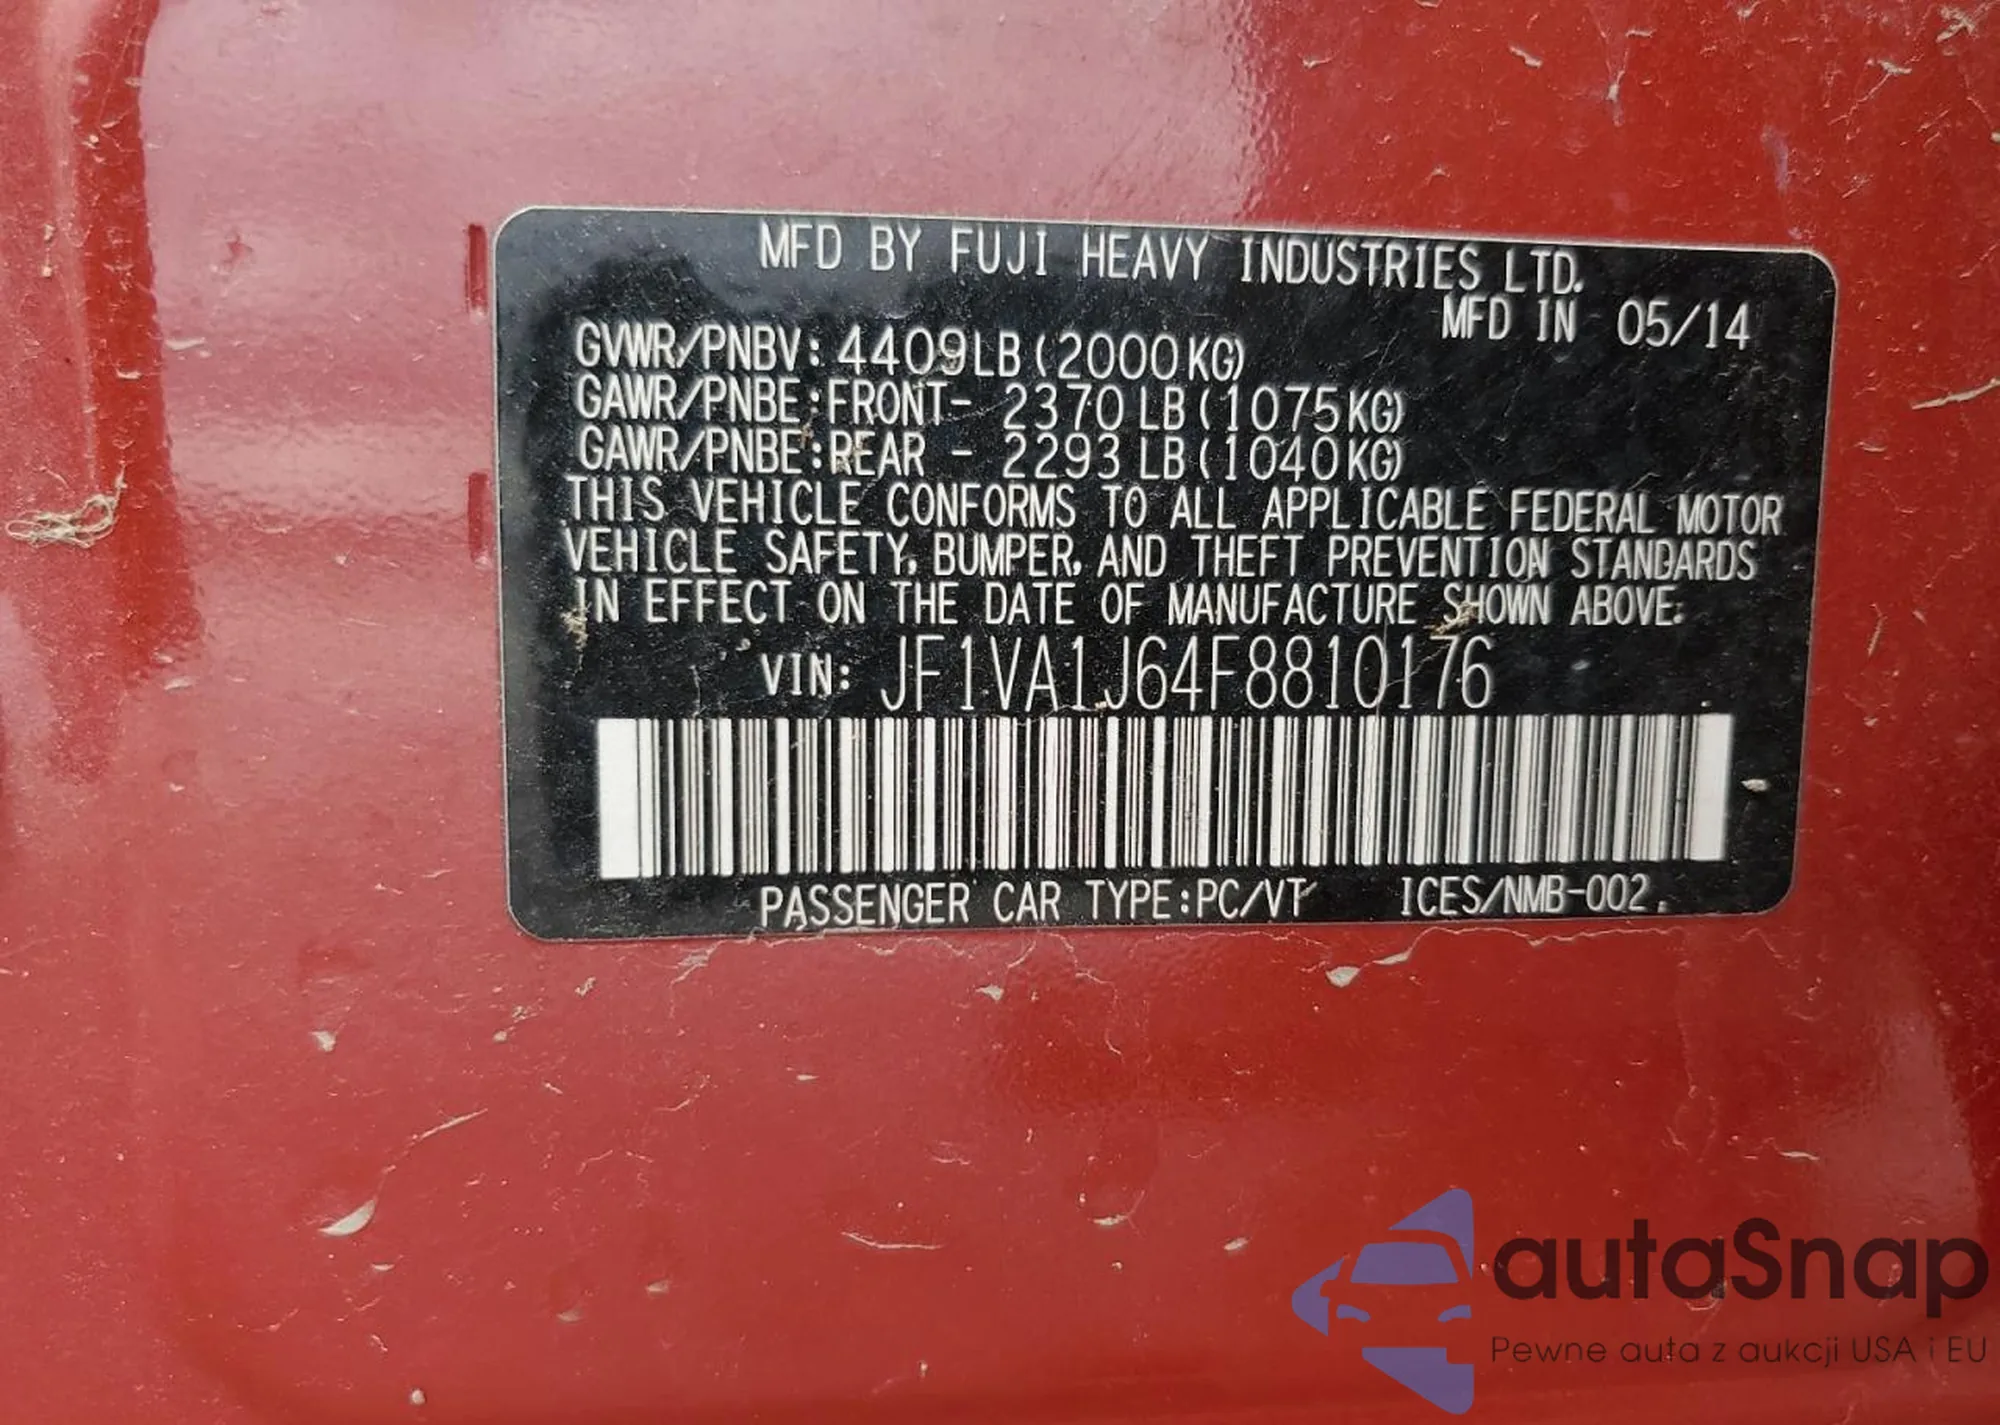 MFD BY FUJI HEAVY INDUSTRIES LTD.
MFD IN 05/14
GVWR/PNBV: 4409LB (2000KG)
GAWR/PNBE:FRONT- 2370 LB (1075KG)
GAWR/PNBE:REAR - 2293 LB (1040KG)
THIS VEHICLE CONFORMS TO ALL APPLICABLE FEDERAL MOTOR
VEHICLE SAFETY, BUMPER, AND THEFT PREVENTION STANDARDS
IN EFFECT ON THE DATE OF MANUFACTURE SHOWN ABOVE.
VIN: JF1VA1J64F8810176
PASSENGER CAR TYPE:PC/VT ICES/NMB-002.
autaSnap
Pewne auta z aukcji USA i EU